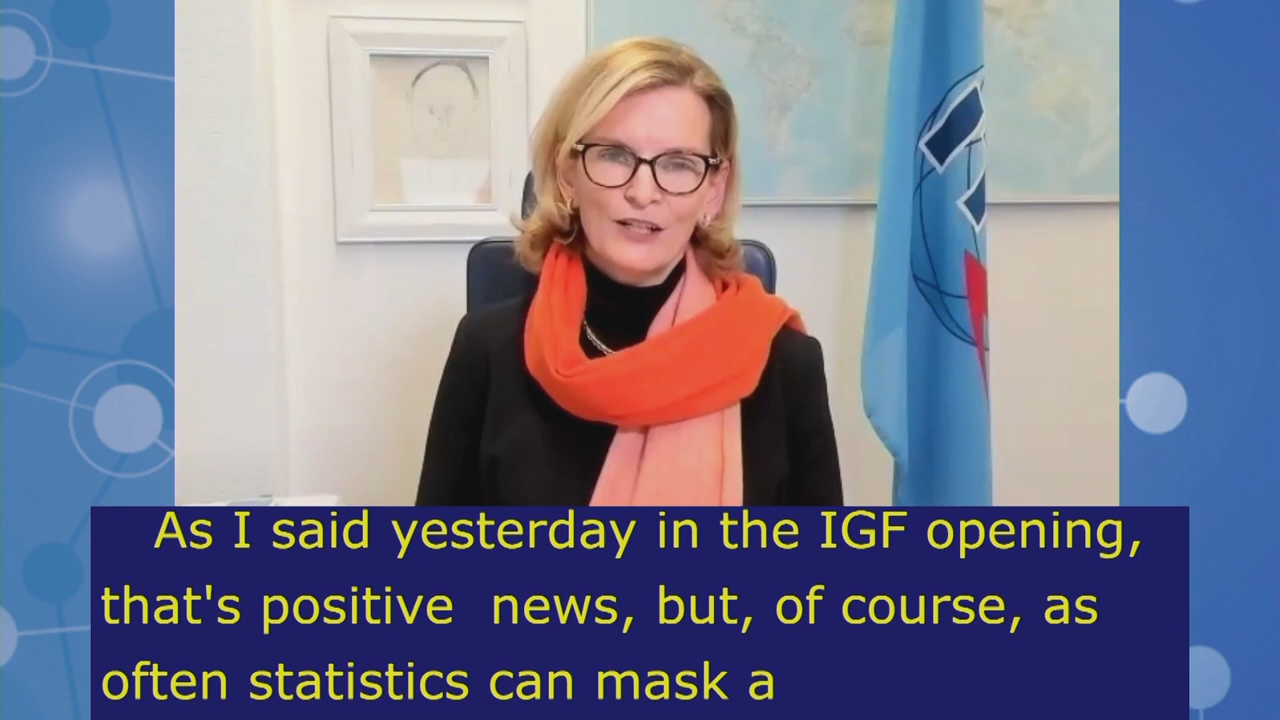 As I said yesterday in the IGF opening,
that's positive news, but, of course, as
often statistics can mask a